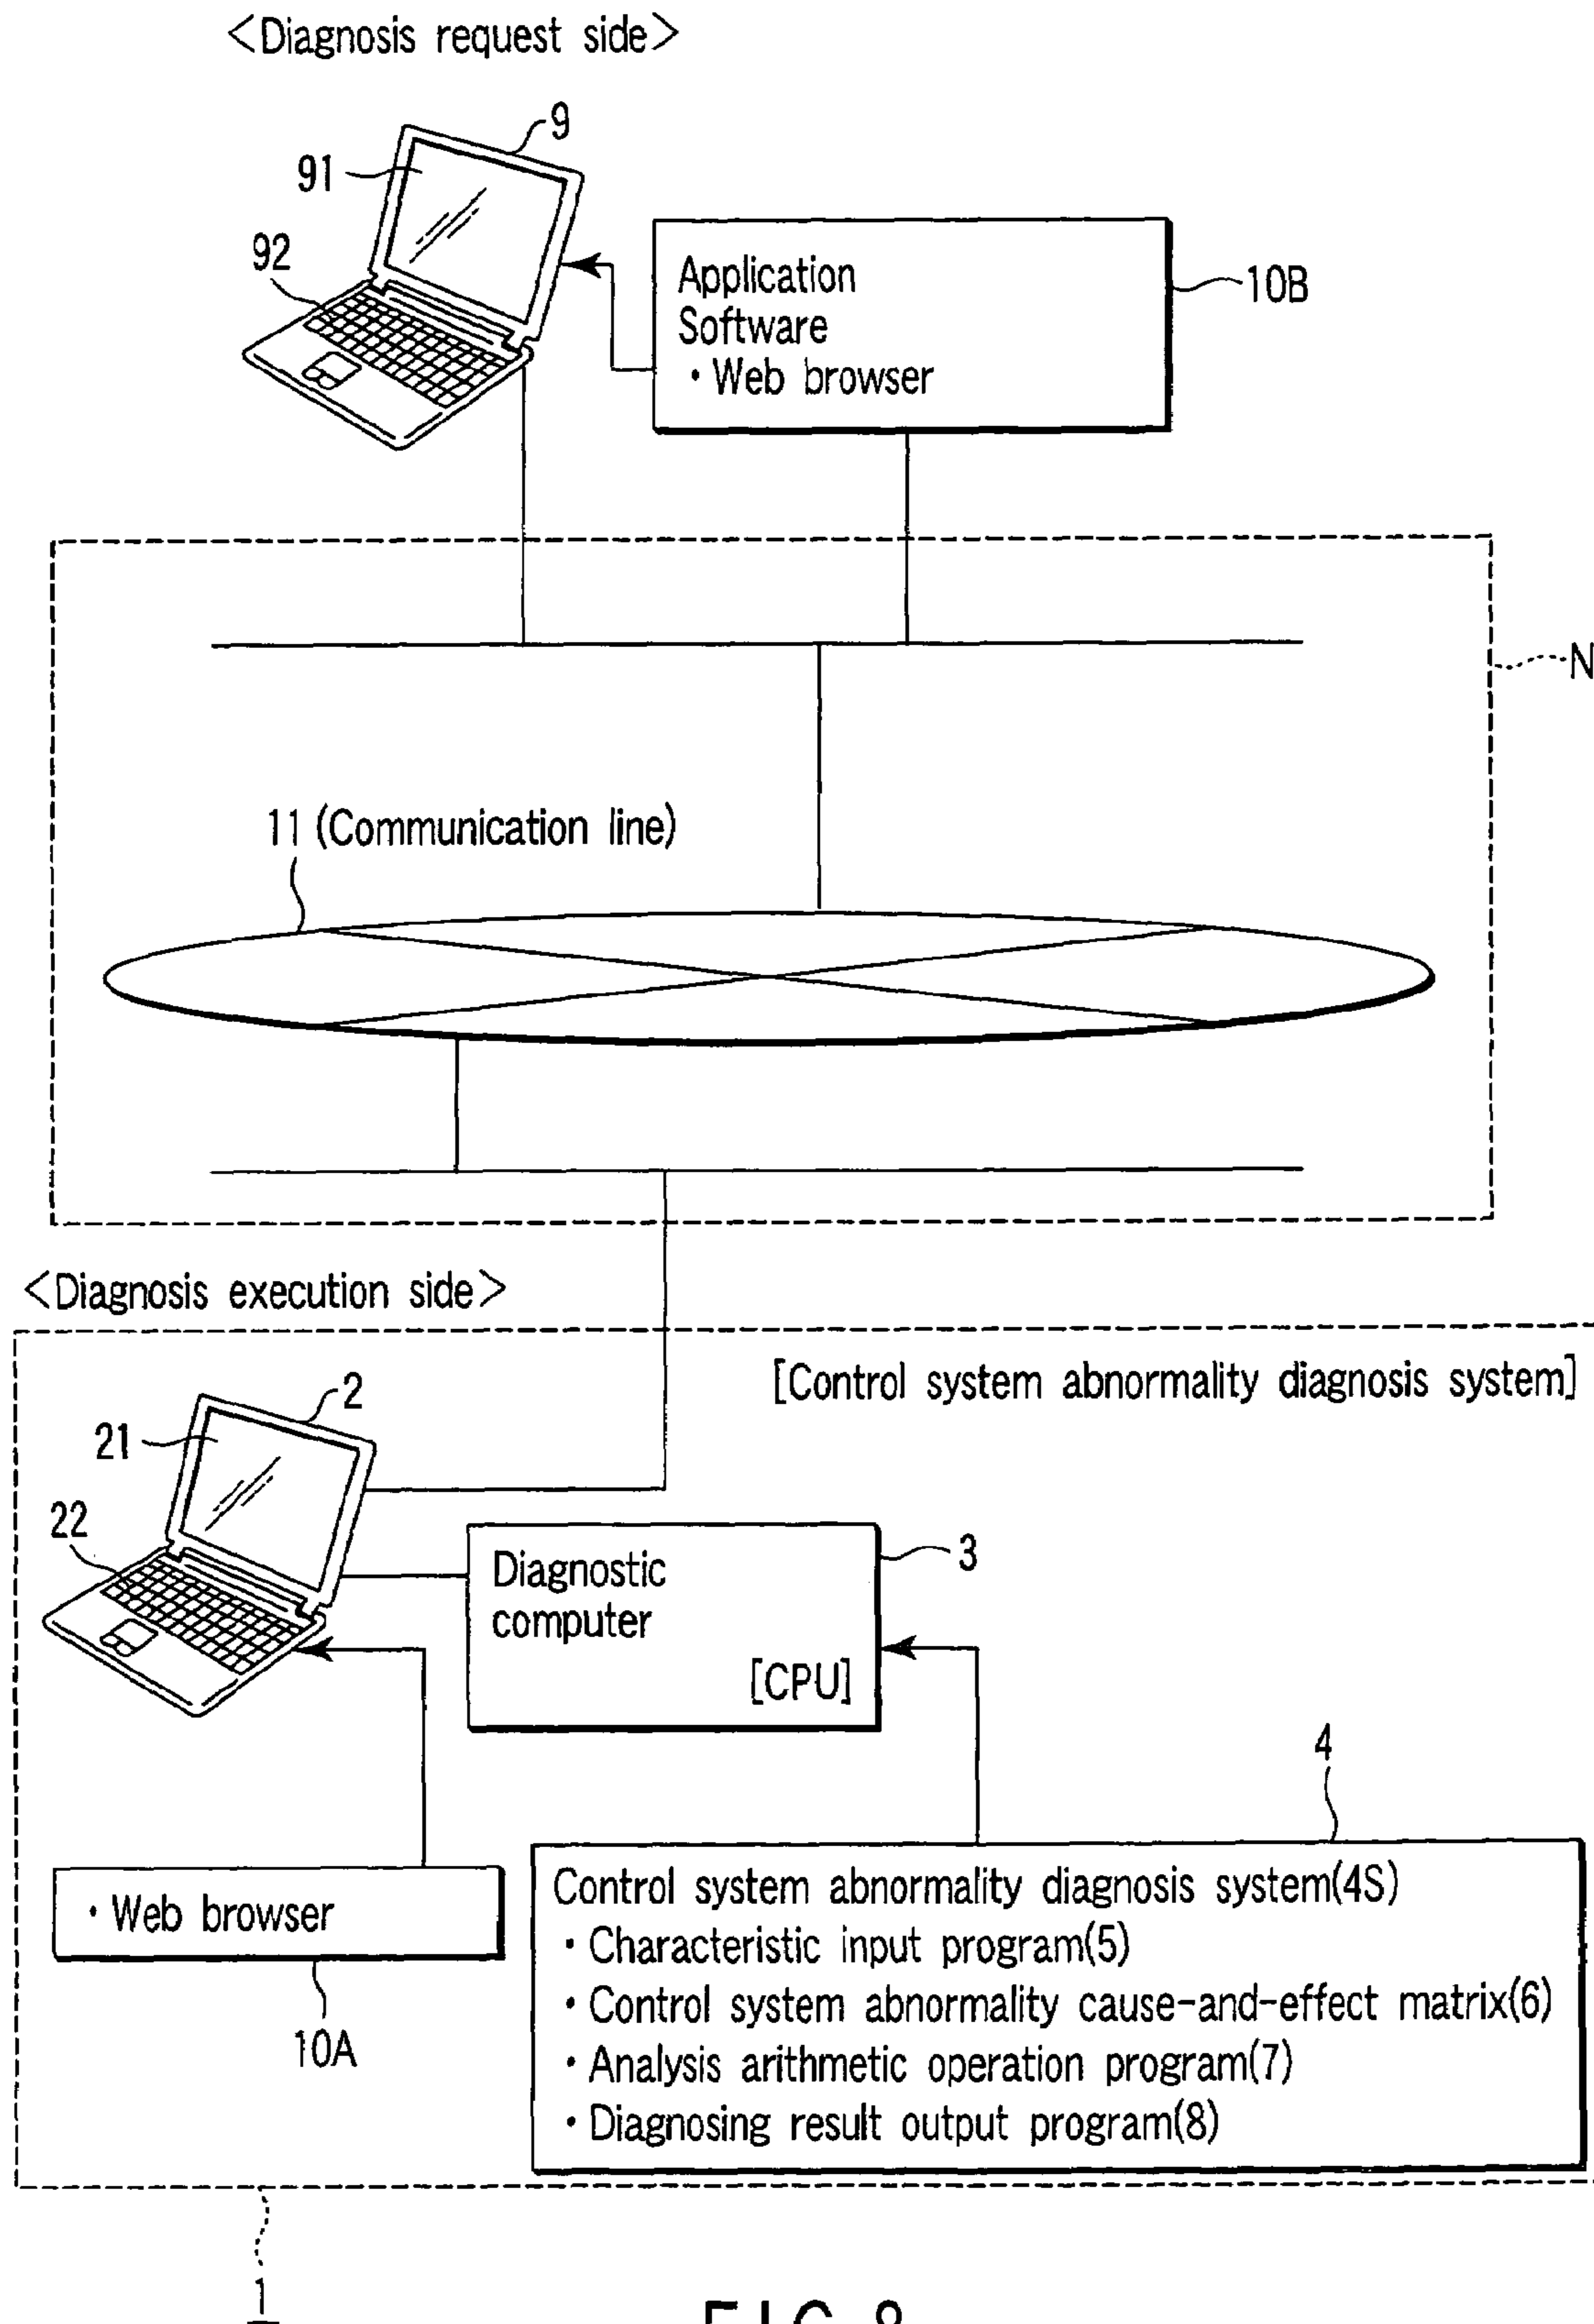 <Diagnosis request side>
9
91
92
Application
Software
・Web browser
10B
N
11 (Communication line)
<Diagnosis execution side>
[Control system abnormality diagnosis system]
2
21
22
Diagnostic
computer
[CPU]
3
4
・Web browser
10A
Control system abnormality diagnosis system(4S)
・Characteristic input program(5)
・Control system abnormality cause-and-effect matrix(6)
・Analysis arithmetic operation program(7)
・Diagnosing result output program(8)
1
FIG. 8